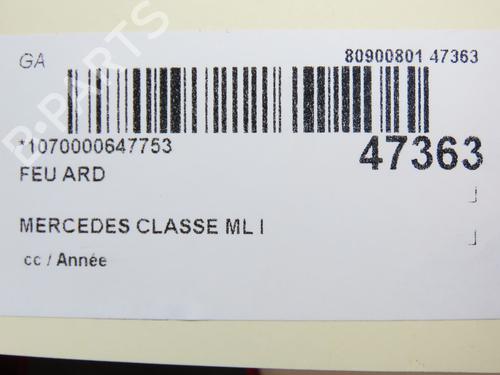 GA
80900801 47363
*1070000647753
47363
FEU ARD
MERCEDES CLASSE ML I
cc / Année
B-PARTS